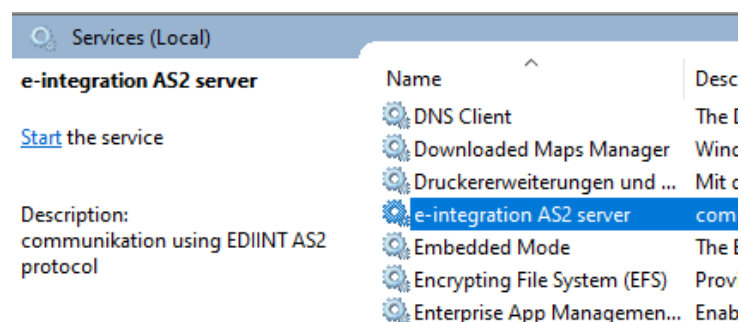 Services (Local)
e-integration AS2 server
Start the service
Description:
communikation using EDIINT AS2
protocol
Name
DNS Client
Downloaded Maps Manager
Druckererweiterungen und ...
e-integration AS2 server
Embedded Mode
Encrypting File System (EFS)
Enterprise App Managemen...
Desc
The D
Wind
Mit d
com
The E
Provi
Enab